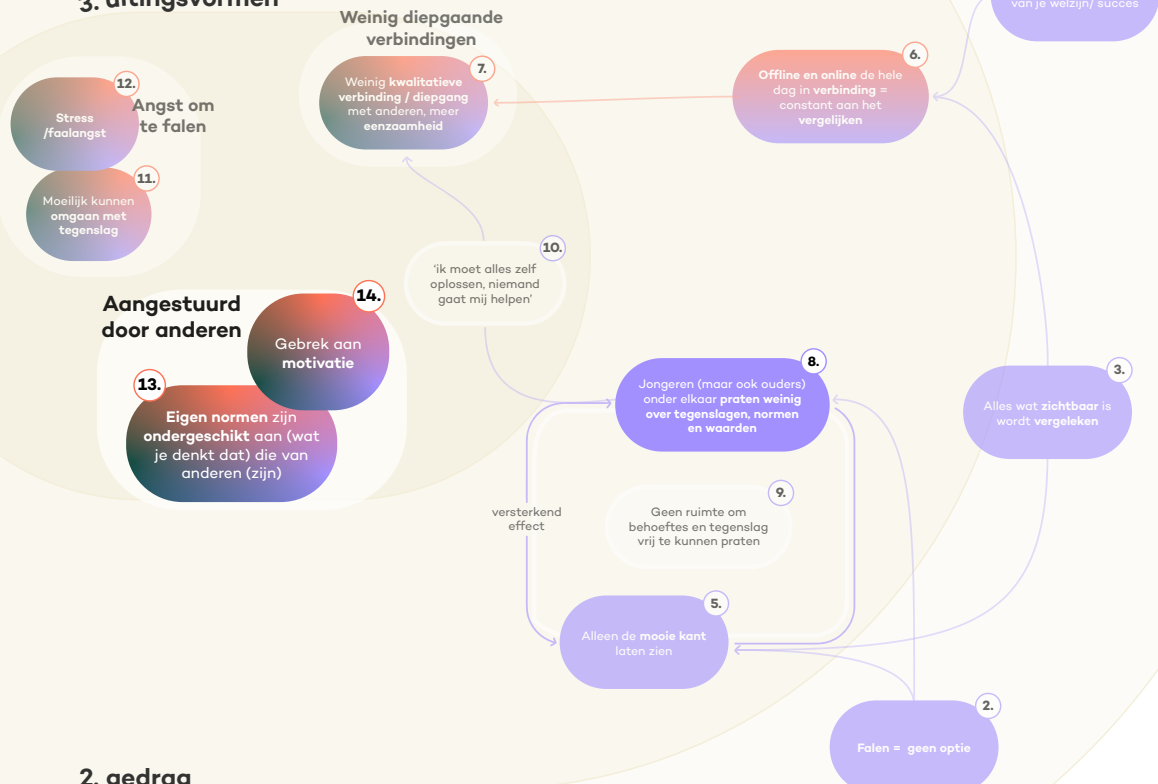 3. uitingsvormen
van je welzijn/ succes
Weinig diepgaande
verbindingen
7.
Weinig kwalitatieve
verbinding / diepgang
met anderen, meer
eenzaamheid
6.
Offline en online de hele
dag in verbinding =
constant aan het
vergelijken
12.
Stress
/faalangst
Angst om
te falen
11.
Moeilijk kunnen
omgaan met
tegenslag
10.
‘ik moet alles zelf
oplossen, niemand
gaat mij helpen’
Aangestuurd
door anderen
14.
Gebrek aan
motivatie
13.
Eigen normen zijn
ondergeschikt aan (wat
je denkt dat) die van
anderen (zijn)
8.
Jongeren (maar ook ouders)
onder elkaar praten weinig
over tegenslagen, normen
en waarden
3.
Alles wat zichtbaar is
wordt vergeleken
9.
Geen ruimte om
behoeftes en tegenslag
vrij te kunnen praten
versterkend
effect
5.
Alleen de mooie kant
laten zien
2.
Falen = geen optie
2. gedrag